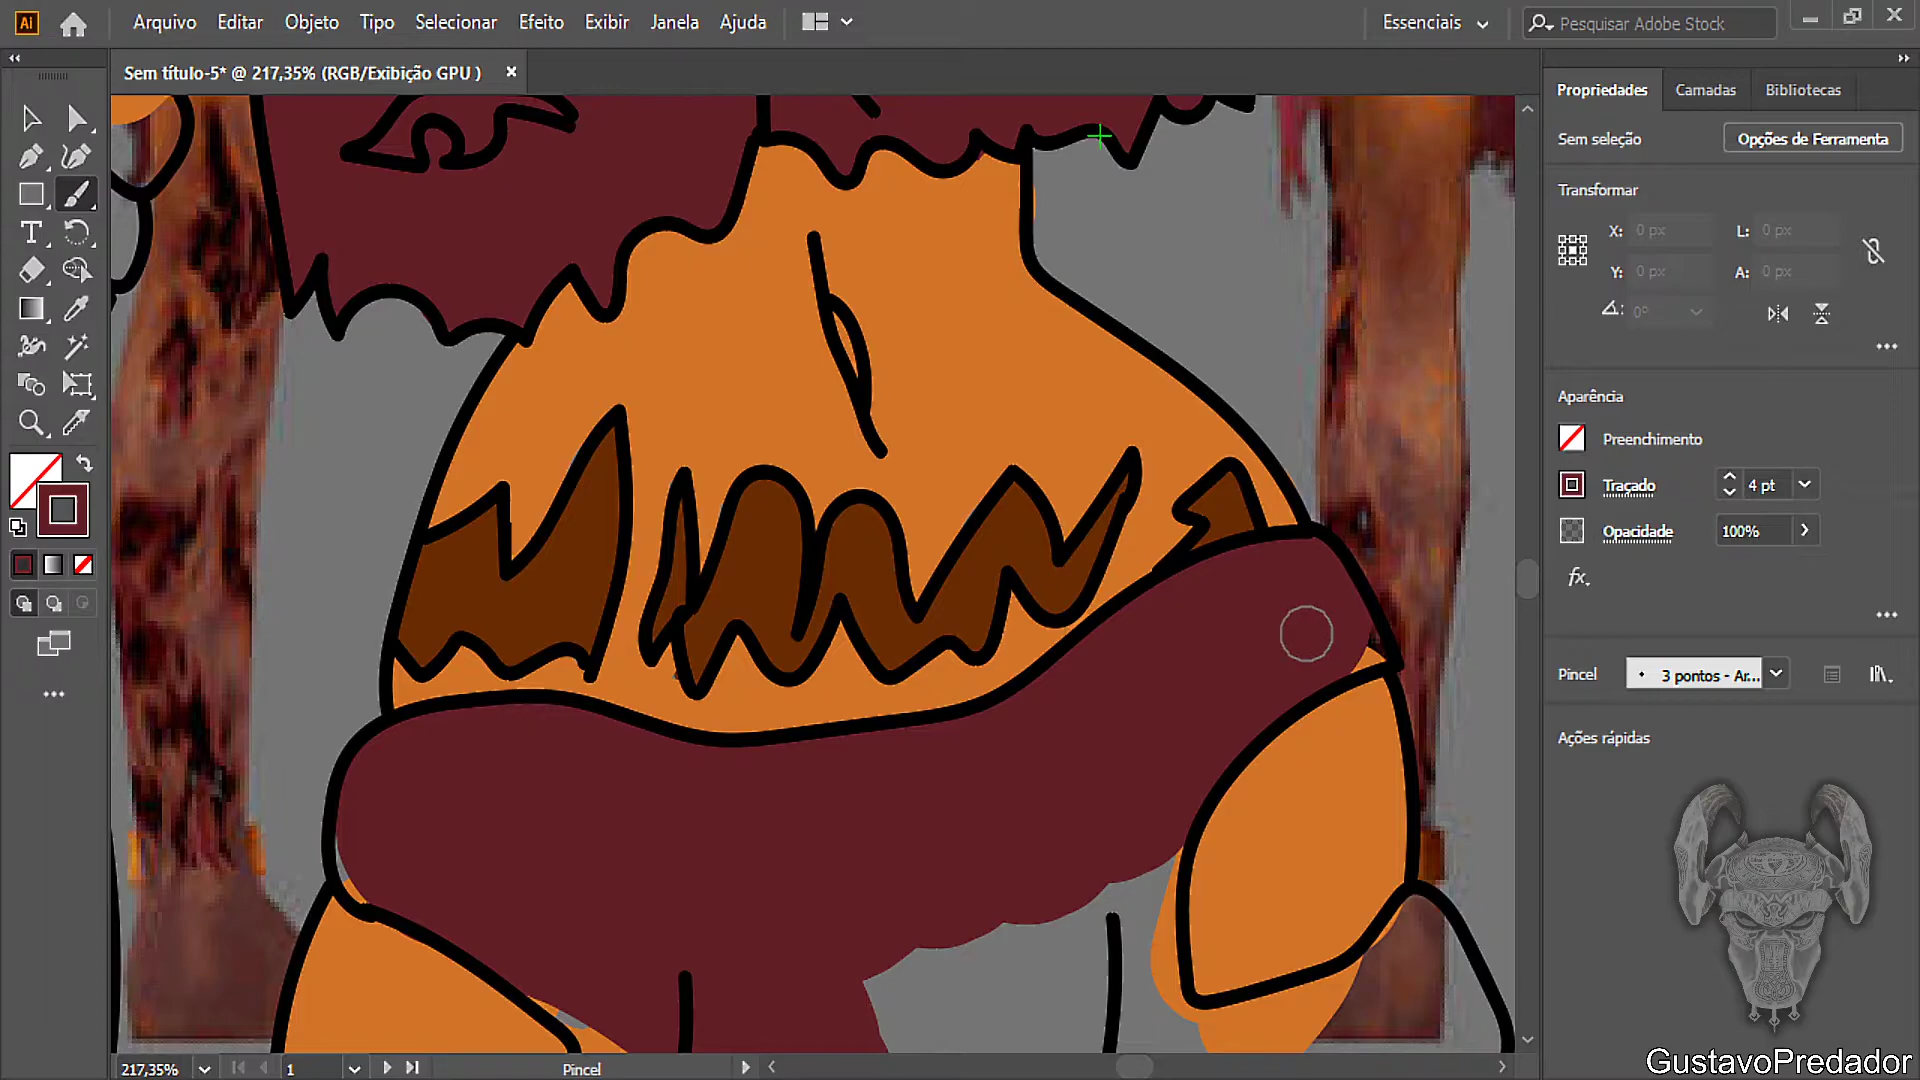 Ai
Arquivo Editar Objeto Tipo Selecionar Efeito Exibir Janela Ajuda
Essenciais
Pesquisar Adobe Stock
Sem título-5* @ 217,35% (RGB/Exibição GPU )
Propriedades Camadas Bibliotecas
Sem seleção
Opções de Ferramenta
Transformar
X: 0 px L: 0 px
Y: 0 px A: 0 px
0°
Aparência
Preenchimento
Traçado 4 pt
Opacidade 100%
fx.
Pincel 3 pontos - Ar...
Ações rápidas
217,35% 1 Pincel
GustavoPredador